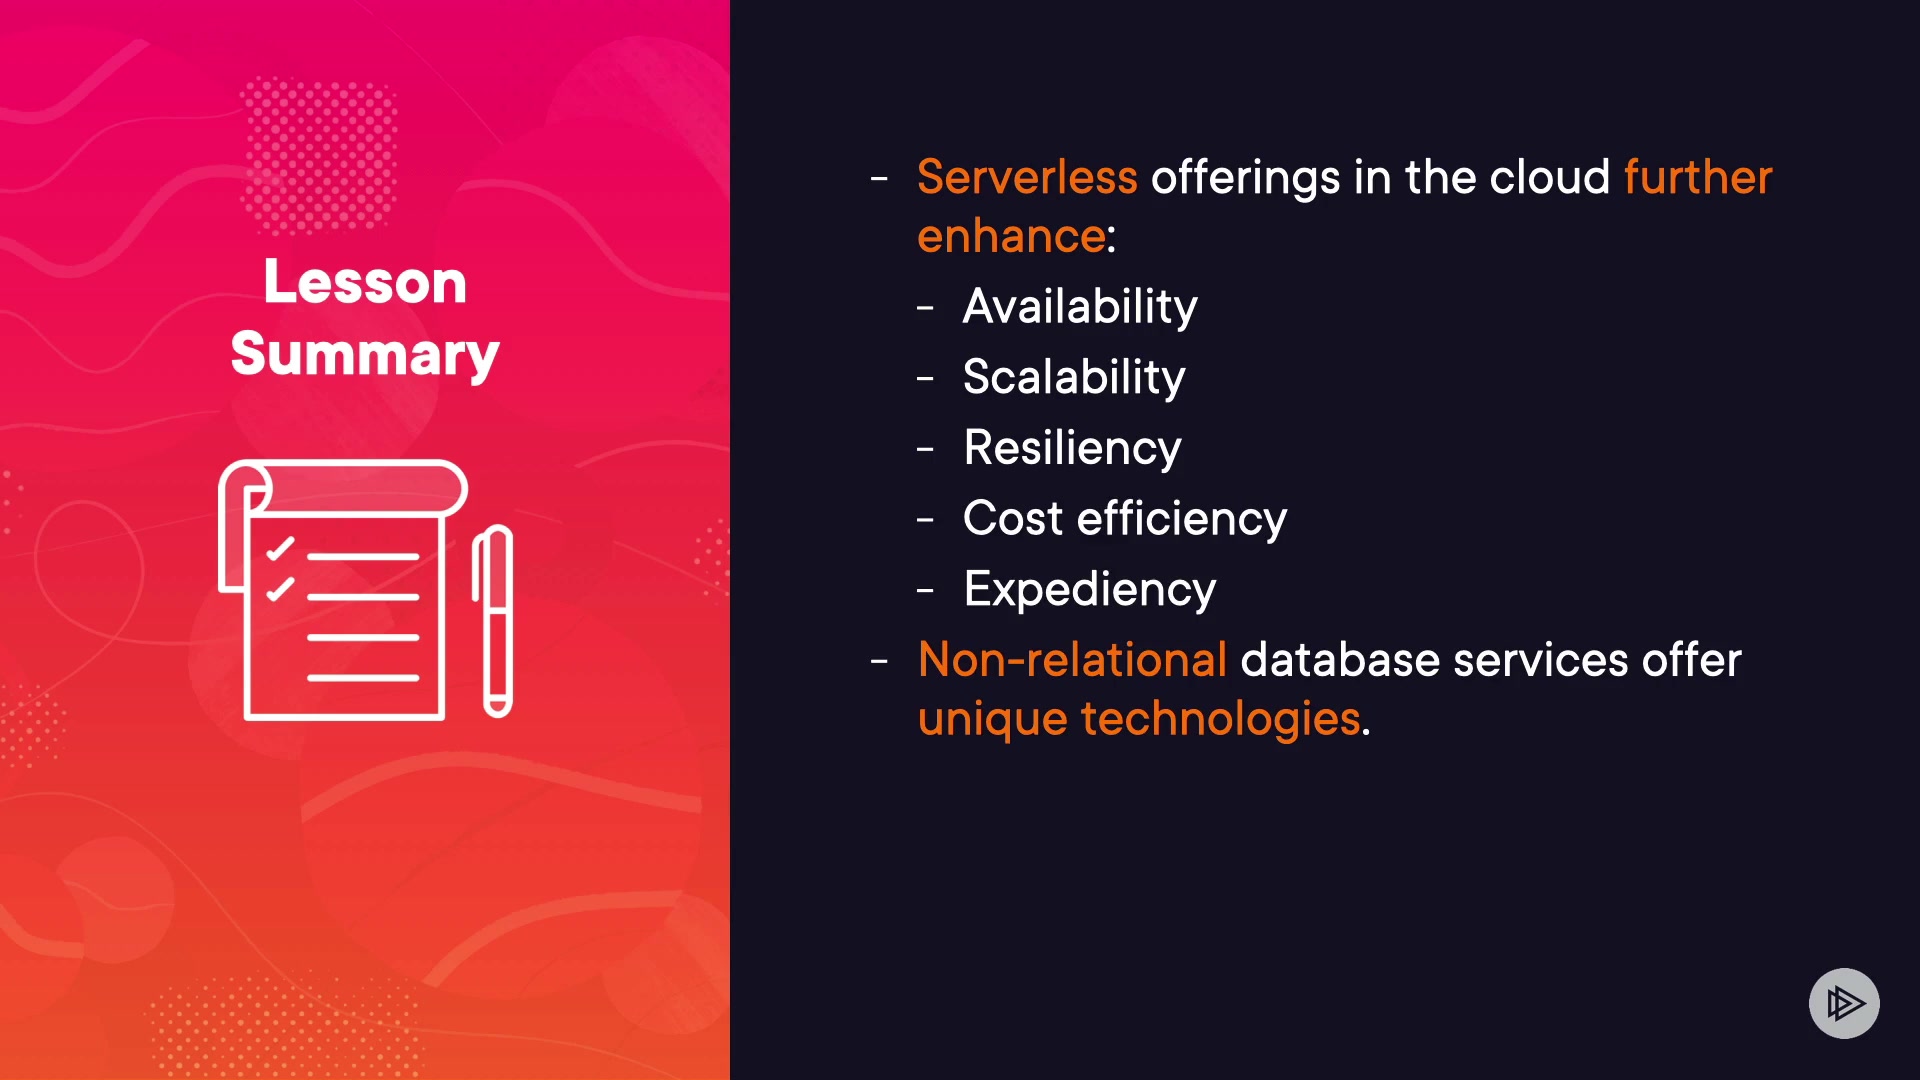 Lesson
Summary
- Serverless offerings in the cloud further
enhance:
- Availability
- Scalability
- Resiliency
- Cost efficiency
- Expediency
- Non-relational database services offer
unique technologies.